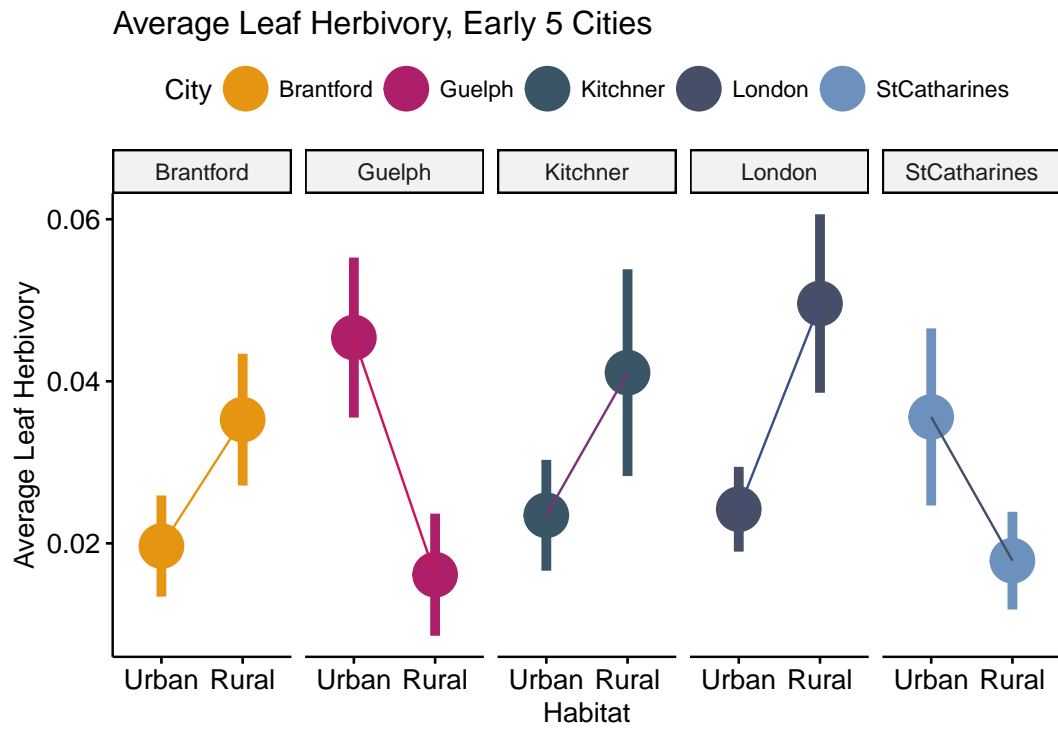 Average Leaf Herbivory, Early 5 Cities
City Brantford Guelph Kitchner London StCatharines
Brantford Guelph Kitchner London StCatharines
0.06
0.04
0.02
Average Leaf Herbivory
Urban Rural Urban Rural Urban Rural Urban Rural Urban Rural
Habitat